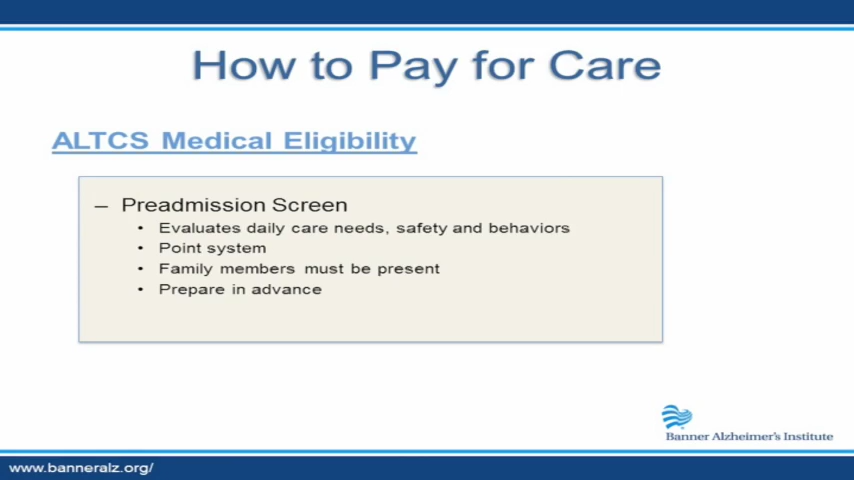 How to Pay for Care
ALTCS Medical Eligibility
– Preadmission Screen
• Evaluates daily care needs, safety and behaviors
• Point system
• Family members must be present
• Prepare in advance
Banner Alzheimer's Institute
www.banneralz.org/